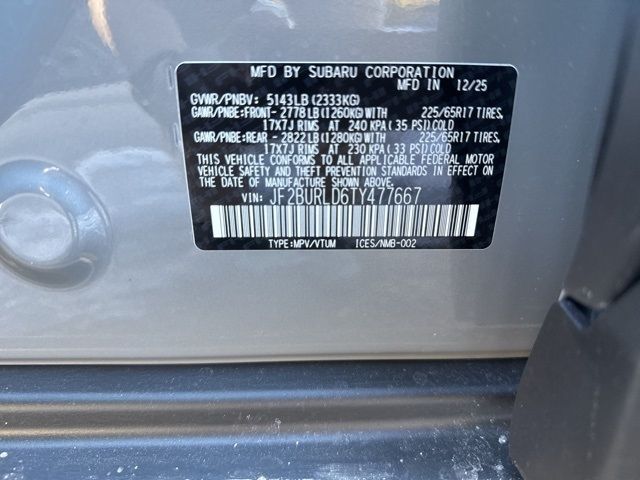 MFD BY SUBARU CORPORATION
MFD IN 12/25
GVWR/PNBV: 5143LB(2333KG)
GAWR/PNBE:FRONT-2778LB(1260KG)WITH 225/65R17 TIRES,
17X7J RIMS AT 240 KPA(35 PSI)COLD
GAWR/PNBE:REAR-2822LB(1280KG)WITH 225/65R17 TIRES,
17X7J RIMS AT 230 KPA(33 PSI)COLD
THIS VEHICLE CONFORMS TO ALL APPLICABLE FEDERAL MOTOR
VEHICLE SAFETY AND THEFT PREVENTION STANDARDS IN EFFECT ON
THE DATE OF MANUFACTURE SHOWN ABOVE.
VIN: JF2BURLD6TY477667
TYPE:MPV/VTUM ICES/NMB-002